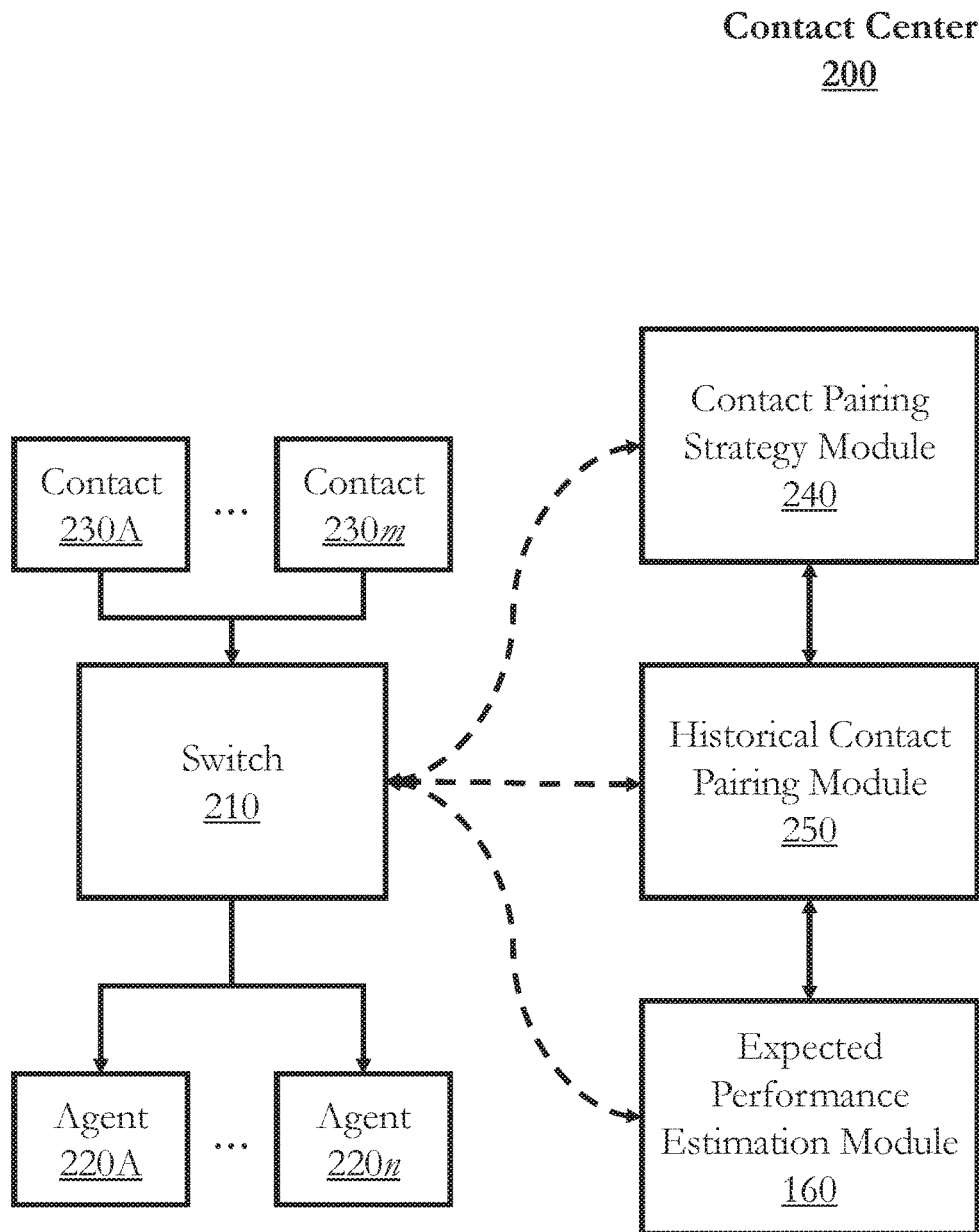 Contact Center
200
Contact Pairing
Strategy Module
240
Contact
230A
...
Contact
230m
Switch
210
Historical Contact
Pairing Module
250
Agent
220A
...
Agent
220n
Expected
Performance
Estimation Module
160